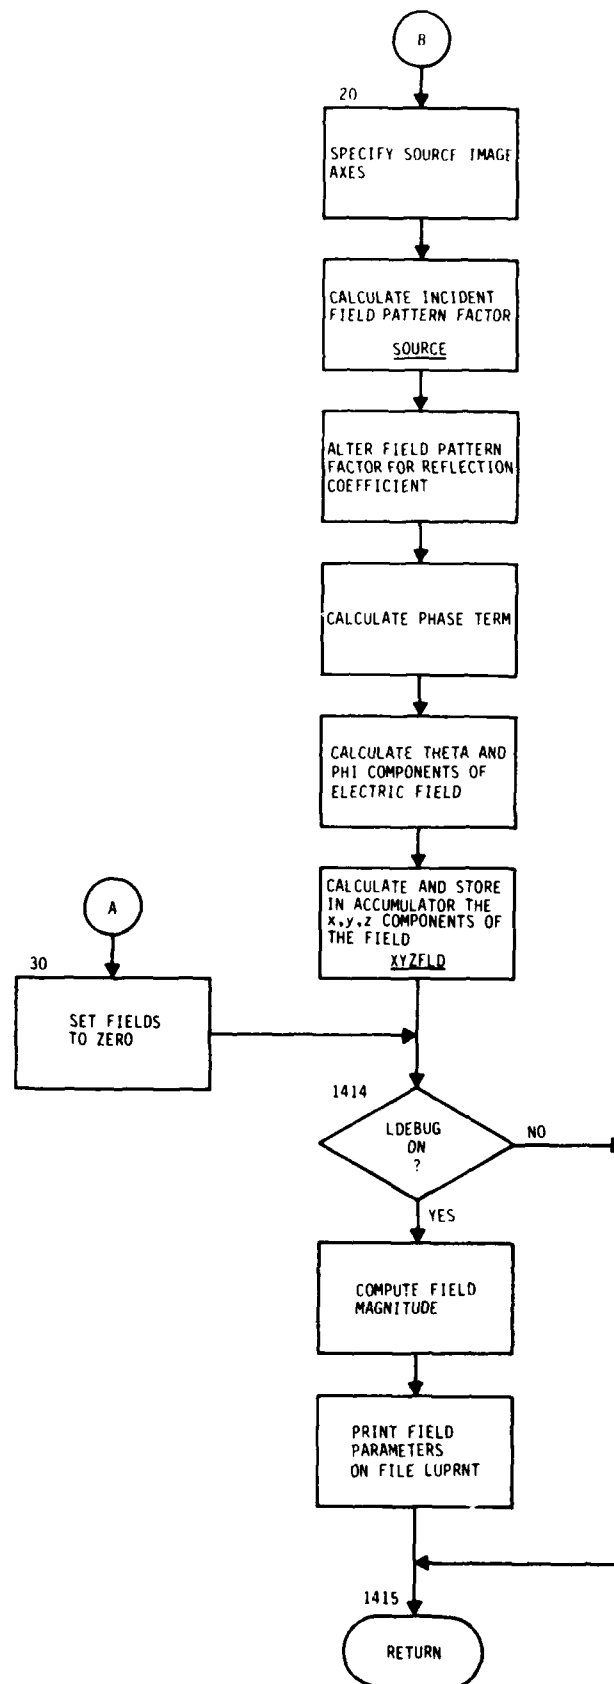 B
20
SPECIFY SOURCE IMAGE
AXES
CALCULATE INCIDENT
FIELD PATTERN FACTOR
SOURCE
ALTER FIELD PATTERN
FACTOR FOR REFLECTION
COEFFICIENT
CALCULATE PHASE TERM
CALCULATE THETA AND
PHI COMPONENTS OF
ELECTRIC FIELD
CALCULATE AND STORE
IN ACCUMULATOR THE
x,y,z COMPONENTS OF
THE FIELD
XYZFLD
A
30
SET FIELDS
TO ZERO
1414
LDEBUG
ON
?
NO
YES
COMPUTE FIELD
MAGNITUDE
PRINT FIELD
PARAMETERS
ON FILE LUPRNT
1415
RETURN